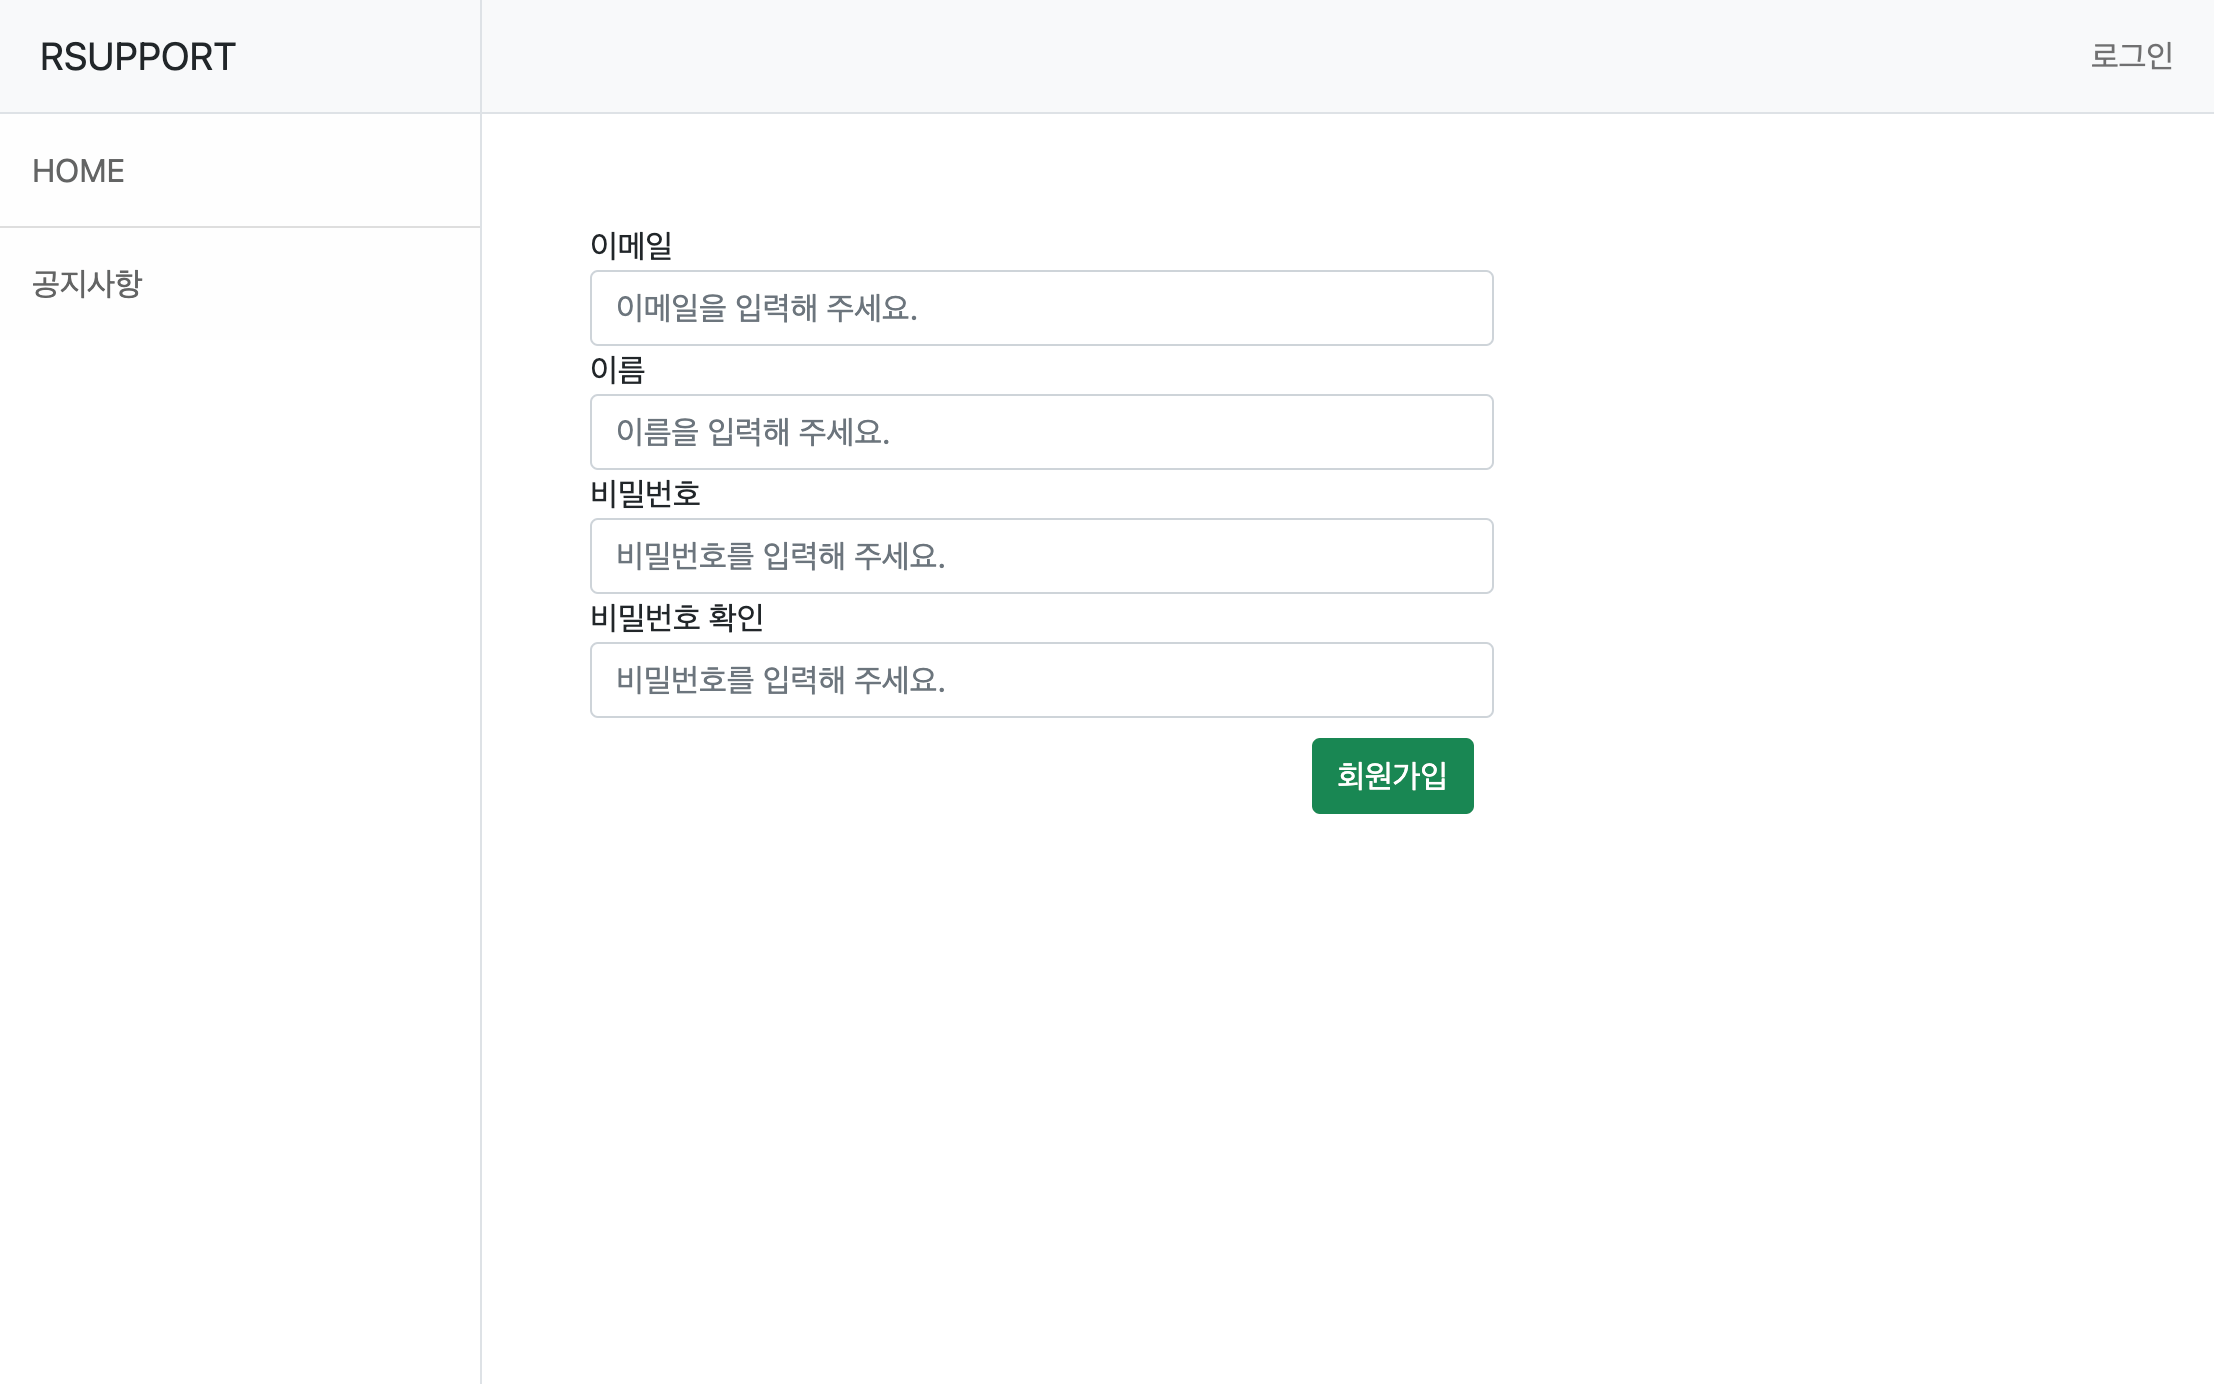 RSUPPORT
로그인
HOME
공지사항
이메일
이메일을 입력해 주세요.
이름
이름을 입력해 주세요.
비밀번호
비밀번호를 입력해 주세요.
비밀번호 확인
비밀번호를 입력해 주세요.
회원가입